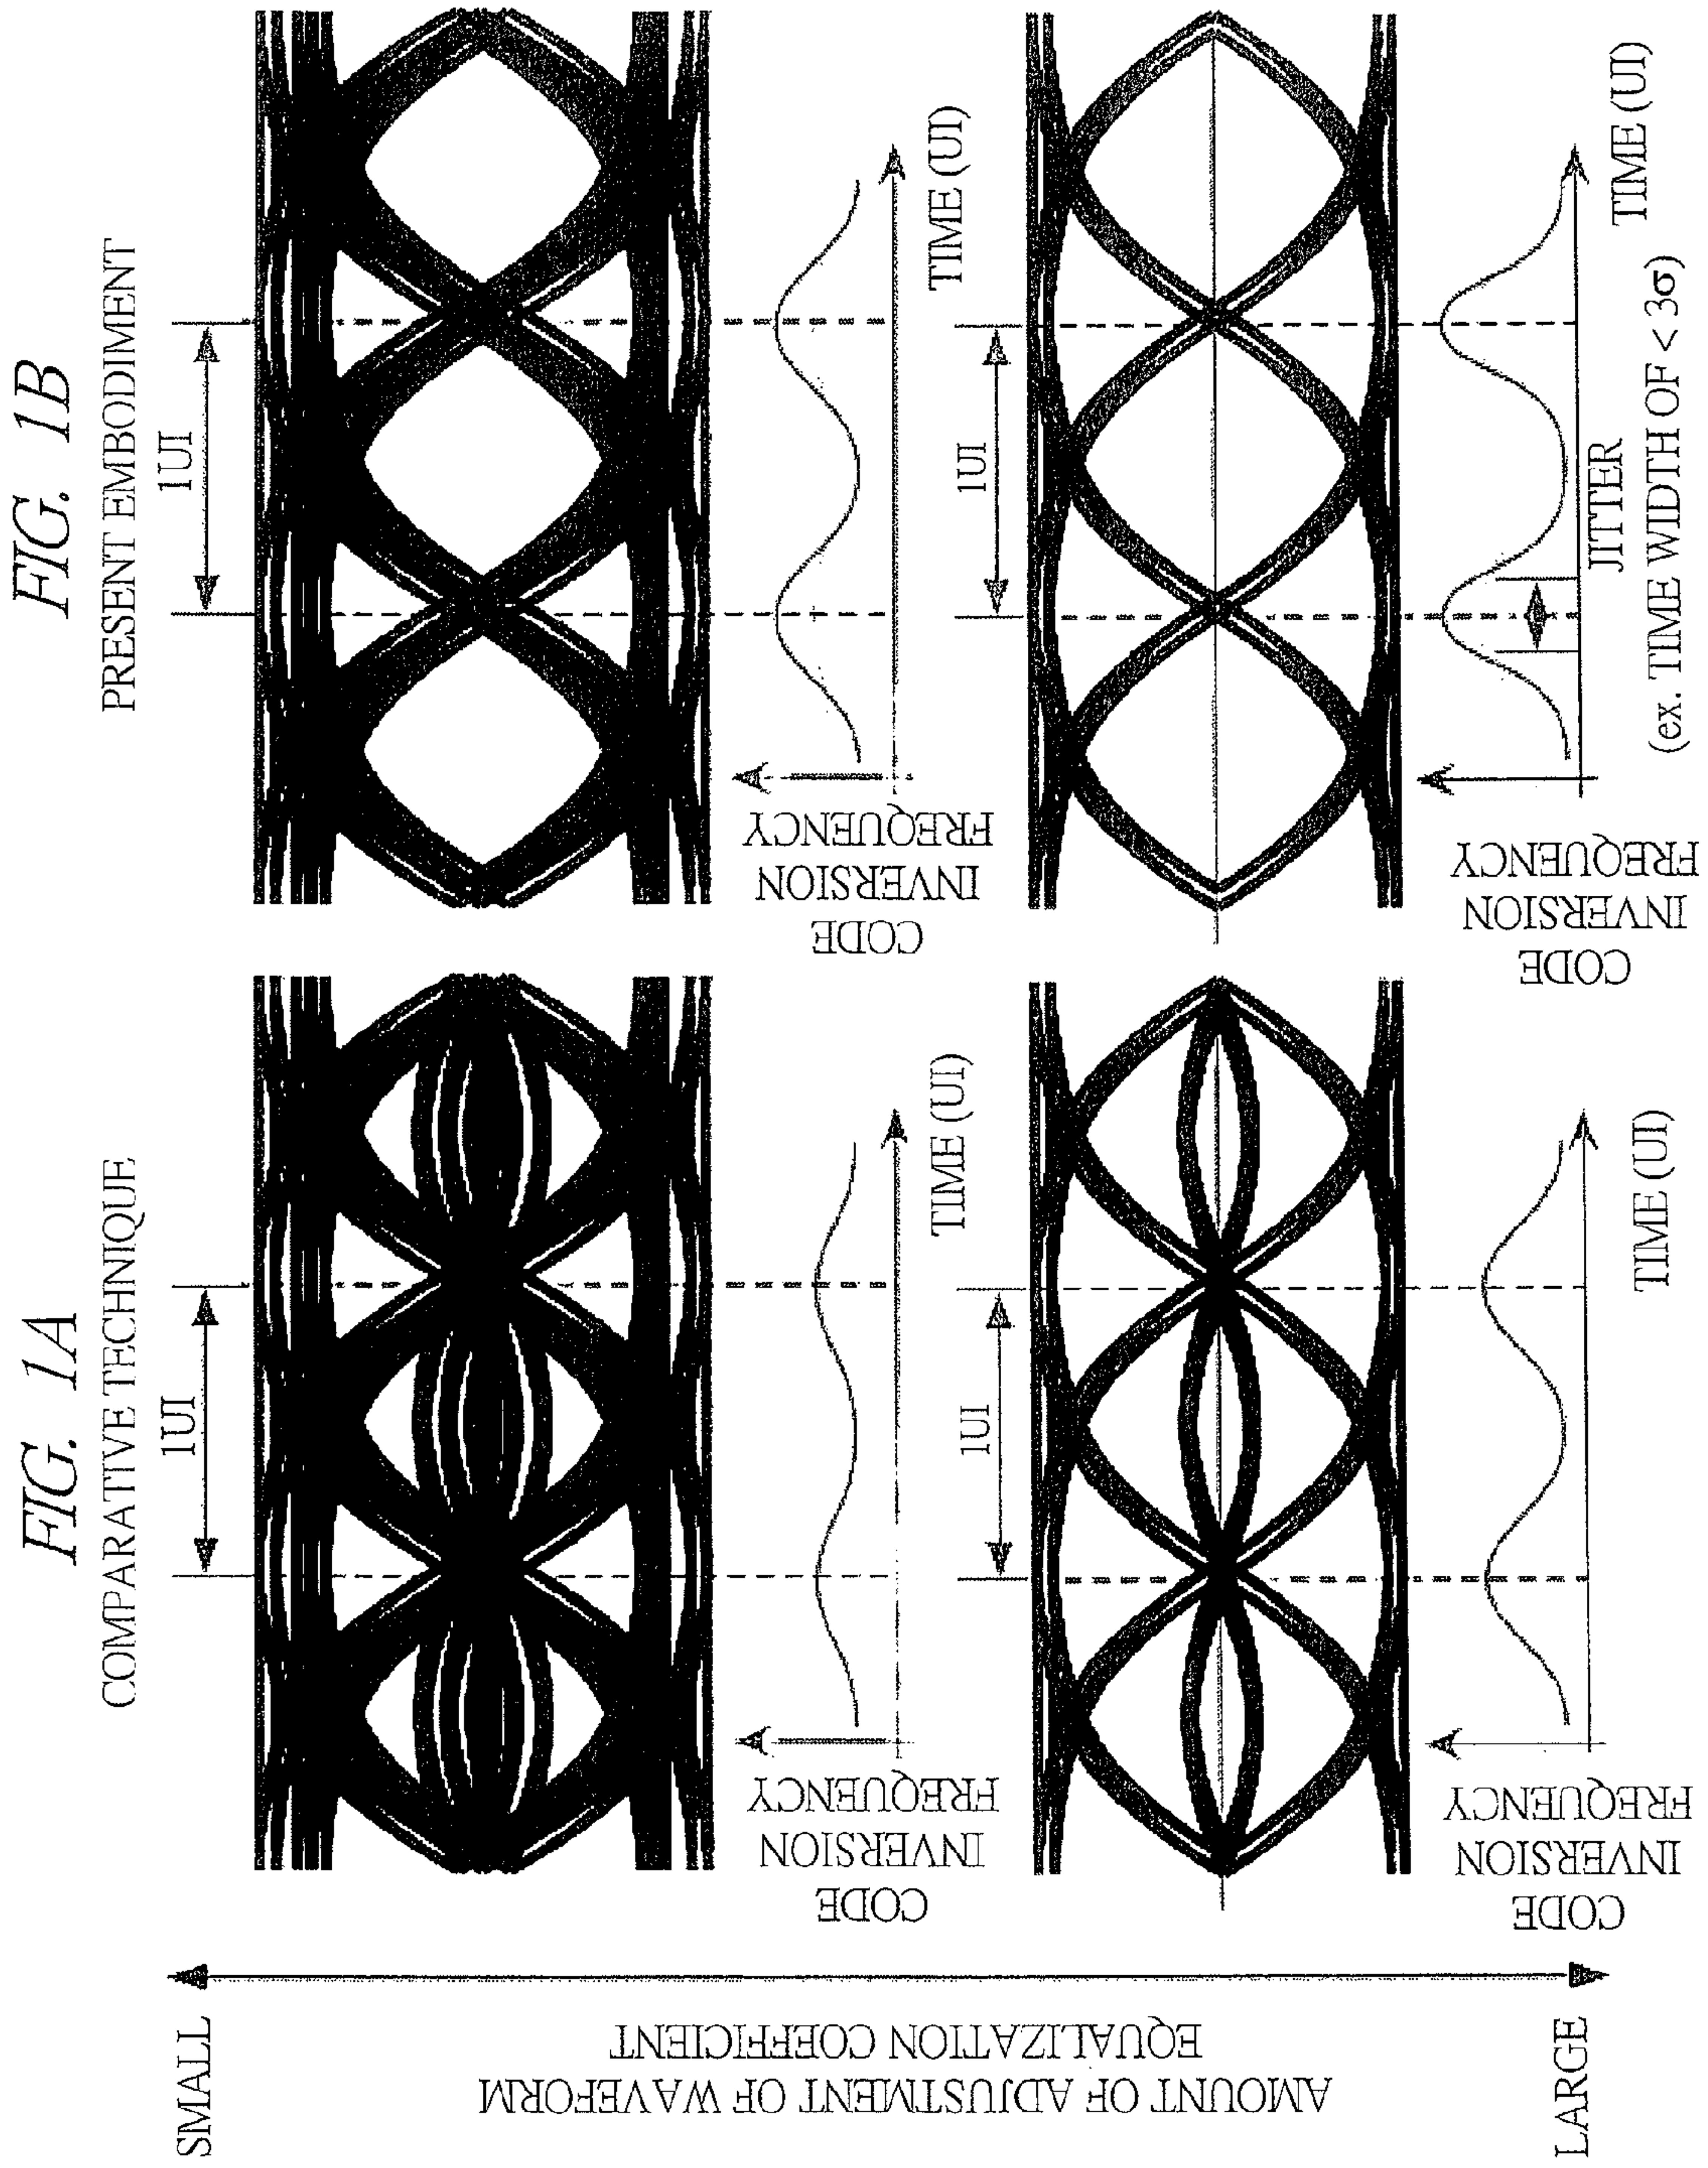 FIG. 1A
COMPARATIVE TECHNIQUE
FIG. 1B
PRESENT EMBODIMENT
SMALL
1UI
1UI
CODE
INVERSION
FREQUENCY
TIME (UI)
CODE
INVERSION
FREQUENCY
TIME (UI)
AMOUNT OF ADJUSTMENT OF WAVEFORM
EQUALIZATION COEFFICIENT
1UI
1UI
CODE
INVERSION
FREQUENCY
TIME (UI)
CODE
INVERSION
FREQUENCY
JITTER
(ex. TIME WIDTH OF < 3σ)
TIME (UI)
LARGE